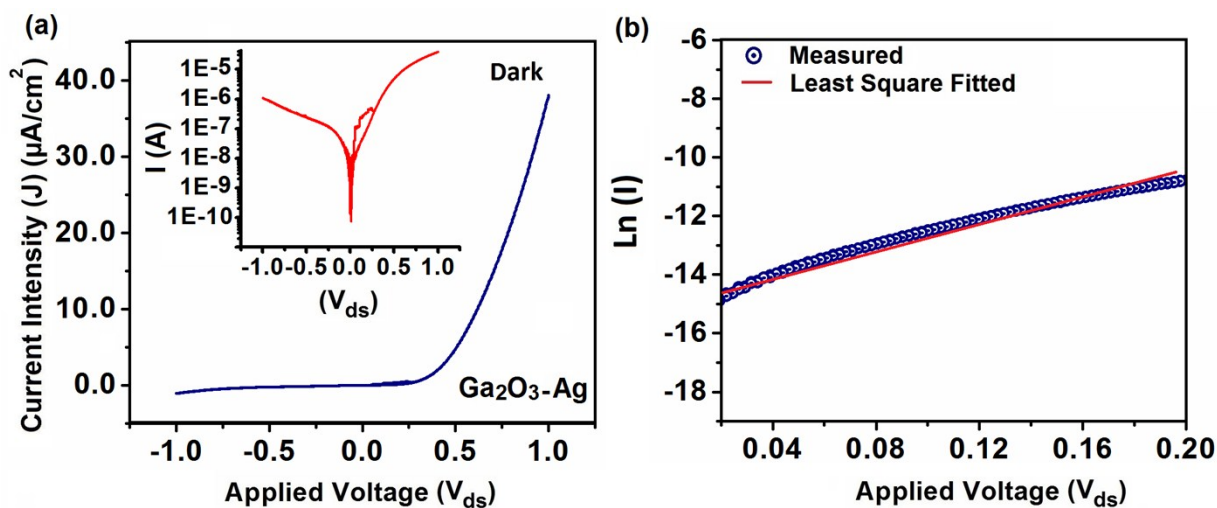 (a)
Current Intensity (J) (µA/cm²)
40.0
30.0
20.0
10.0
0.0
-1.0
-0.5
0.0
0.5
1.0
Applied Voltage (Vds)
Dark
Ga₂O₃-Ag
I (A)
1E-5
1E-6
1E-7
1E-8
1E-9
1E-10
-1.0
-0.5
0.0
0.5
1.0
(Vds)
(b)
Ln (I)
-6
-8
-10
-12
-14
-16
-18
Measured
Least Square Fitted
0.04
0.08
0.12
0.16
0.20
Applied Voltage (Vds)